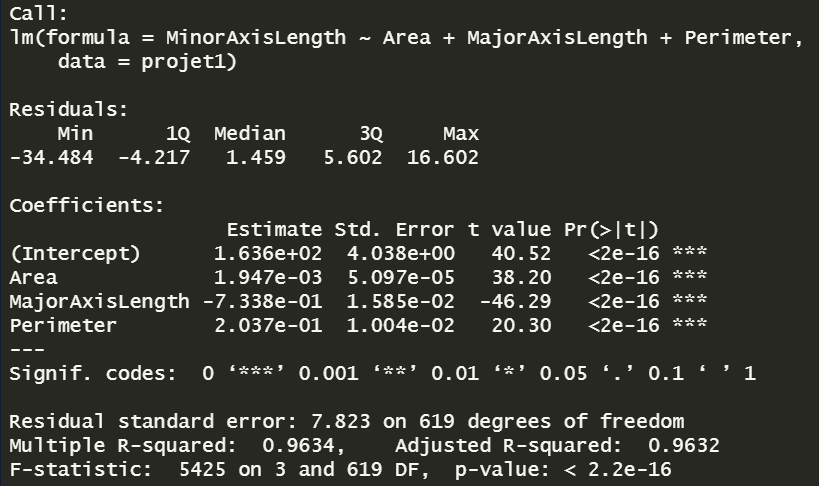 Call:
lm(formula = MinorAxisLength ~ Area + MajorAxisLength + Perimeter,
    data = projet1)

Residuals:
    Min      1Q  Median      3Q     Max
-34.484  -4.217   1.459   5.602  16.602

Coefficients:
                  Estimate Std. Error t value Pr(>|t|)
(Intercept)      1.636e+02  4.038e+00   40.52   <2e-16 ***
Area             1.947e-03  5.097e-05   38.20   <2e-16 ***
MajorAxisLength -7.338e-01  1.585e-02  -46.29   <2e-16 ***
Perimeter        2.037e-01  1.004e-02   20.30   <2e-16 ***
---
Signif. codes:  0 ‘***’ 0.001 ‘**’ 0.01 ‘*’ 0.05 ‘.’ 0.1 ‘ ’ 1

Residual standard error: 7.823 on 619 degrees of freedom
Multiple R-squared:  0.9634,    Adjusted R-squared:  0.9632
F-statistic:  5425 on 3 and 619 DF,  p-value: < 2.2e-16